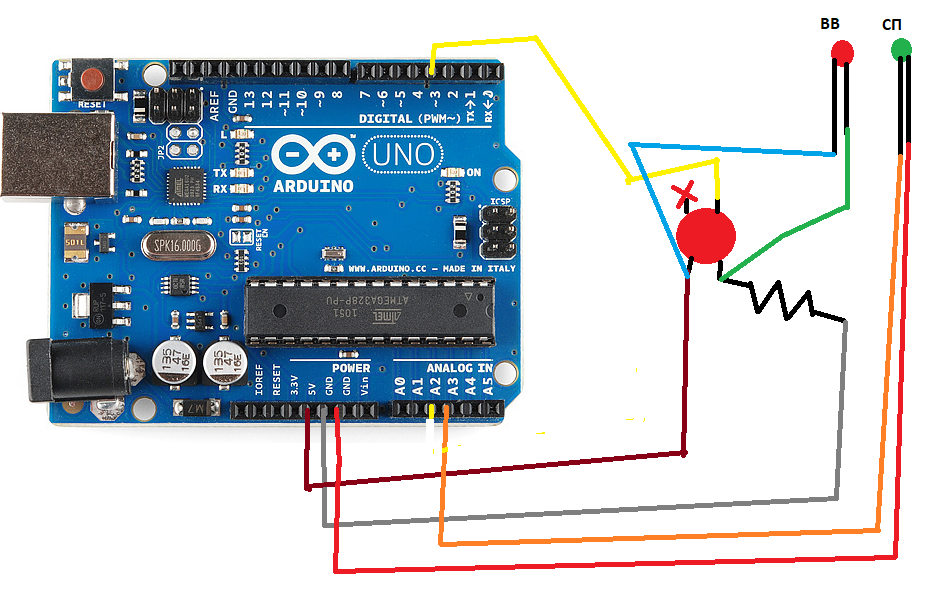 ВВ
СП
RESET
AREF
GND
13
12
~11
~10
~9
8
7
~6
~5
4
~3
2
TX→1
RX←0
DIGITAL (PWM~)
JP2
L
TX
RX
UNO
ARDUINO
ON
ICSP
501L
SPK16.000G
RESET
EN
WWW.ARDUINO.CC – MADE IN ITALY
ATMEGA328P-PU
ATMEL
10S1
135
47
16E
135
47
16E
M7
POWER
ANALOG IN
IOREF
RESET
3.3V
5V
GND
GND
Vin
A0
A1
A2
A3
A4
A5